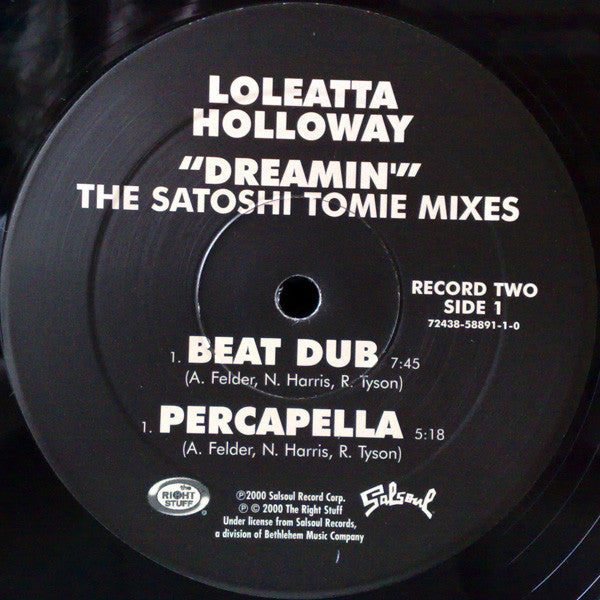 LOLEATTA
HOLLOWAY
"DREAMIN'"
THE SATOSHI TOMIE MIXES
RECORD TWO
SIDE 1
72438-58891-1-0
1. BEAT DUB 7:45
(A. Felder, N. Harris, R. Tyson)
1. PERCAPELLA 5:18
(A. Felder, N. Harris, R. Tyson)
the
RIGHT
STUFF
®
℗2000 Salsoul Record Corp.
℗ © 2000 The Right Stuff
Under license from Salsoul Records,
a division of Bethlehem Music Company
Salsoul